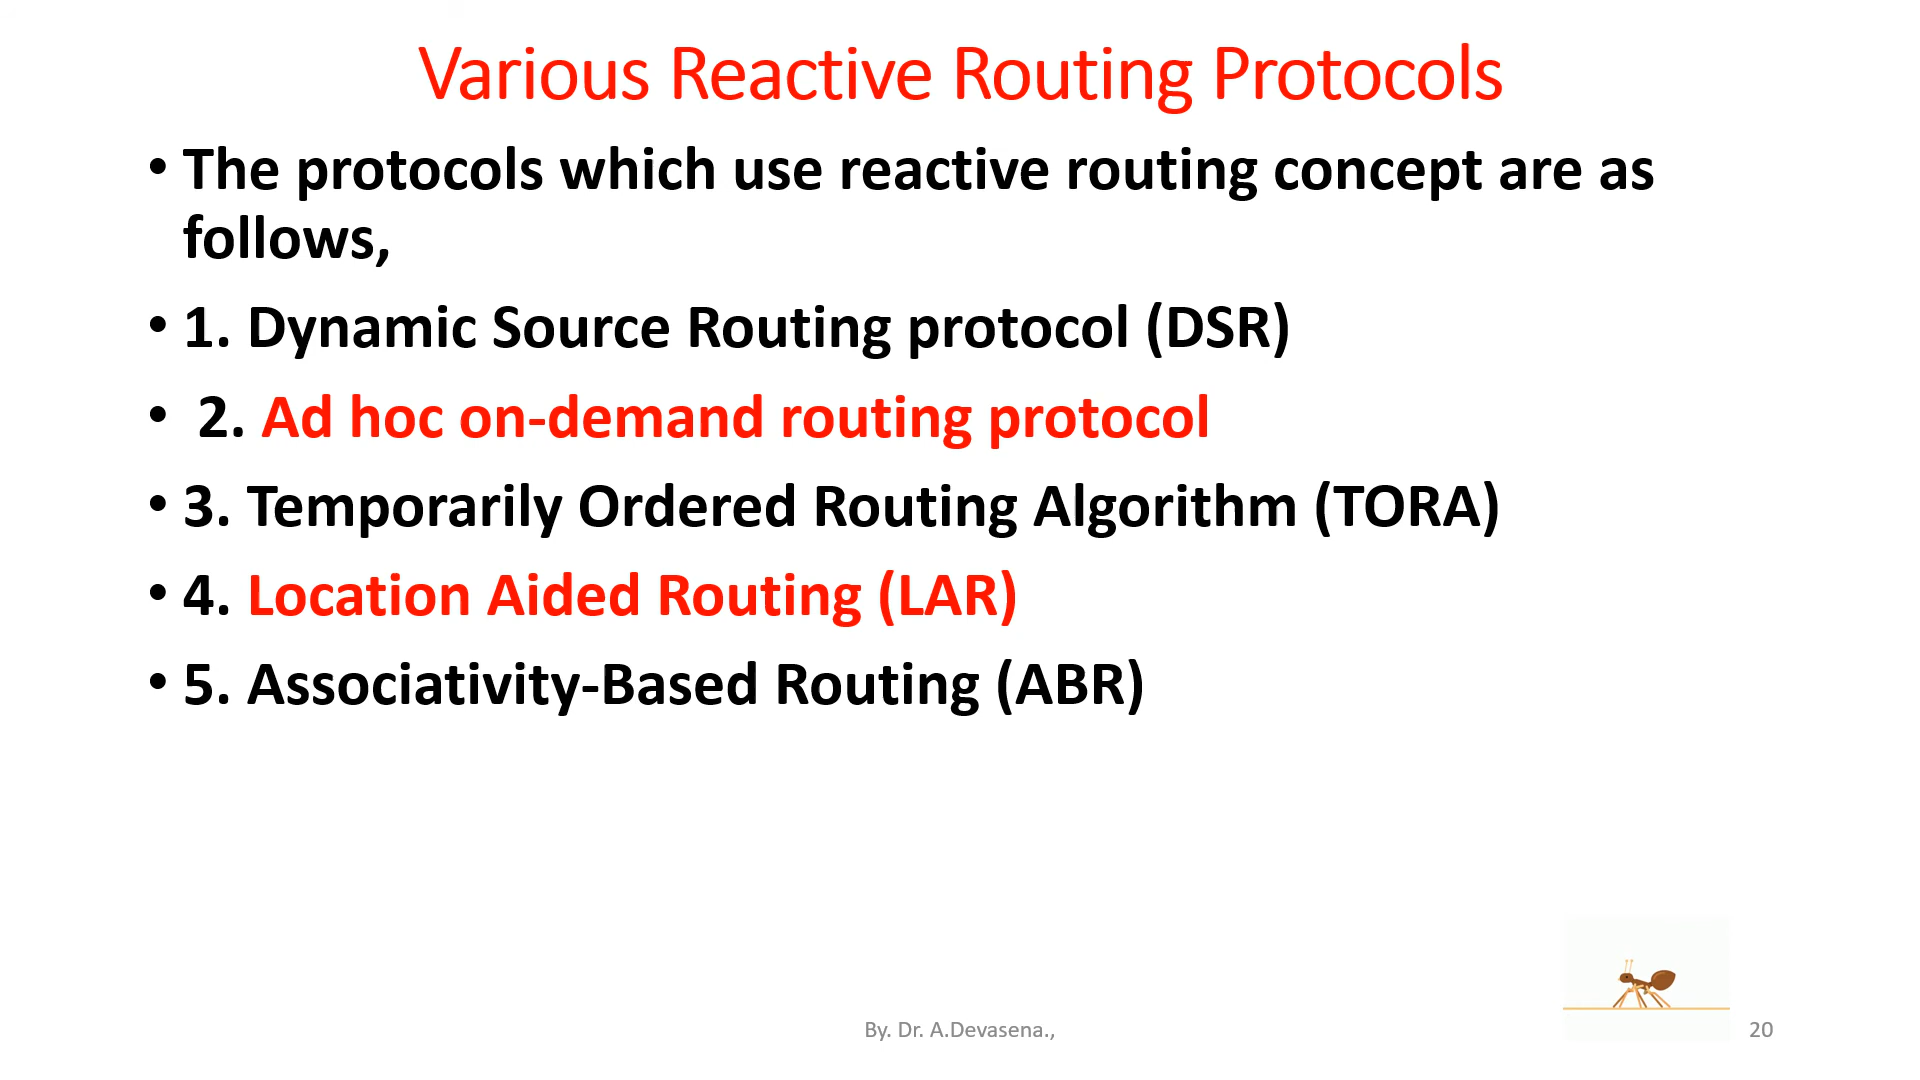 Various Reactive Routing Protocols
• The protocols which use reactive routing concept are as
follows,
• 1. Dynamic Source Routing protocol (DSR)
• 2. Ad hoc on-demand routing protocol
• 3. Temporarily Ordered Routing Algorithm (TORA)
• 4. Location Aided Routing (LAR)
• 5. Associativity-Based Routing (ABR)
By. Dr. A.Devasena.,
20